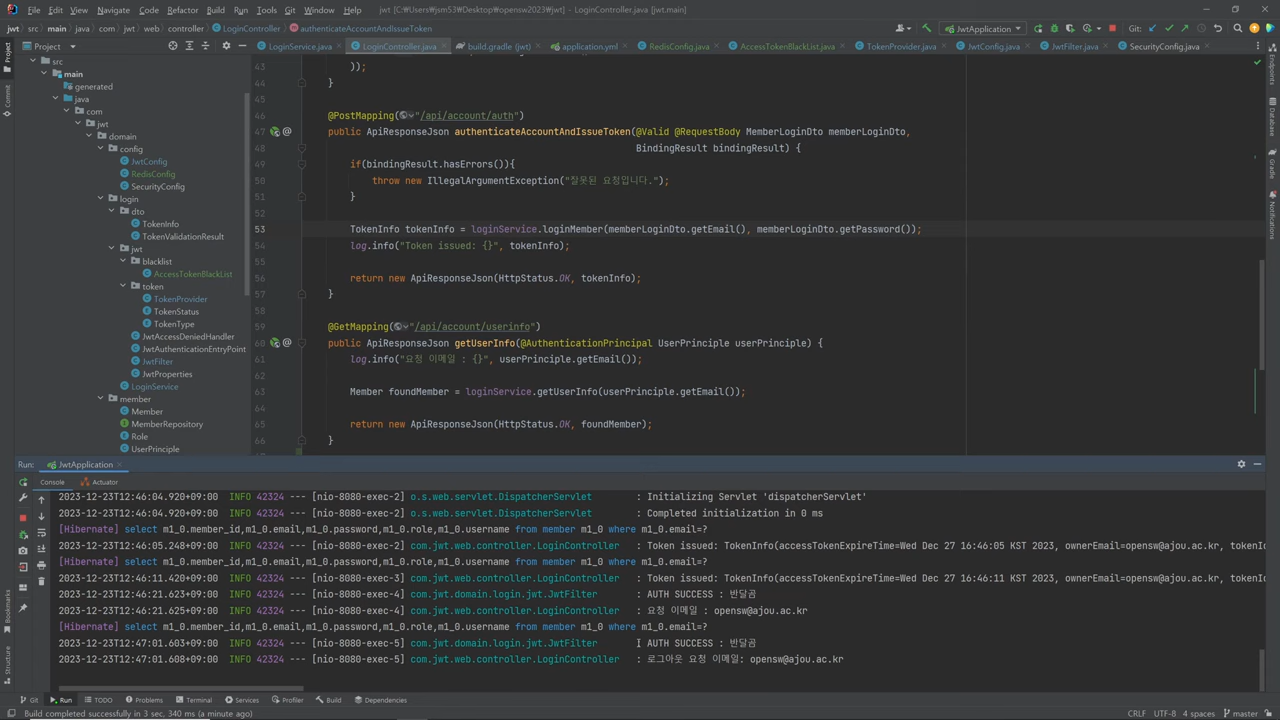 File Edit View Navigate Code Refactor Build Run Tools Git Window Help jwt [C:\Users\jsm53\Desktop\opensw2023\jwt] - LoginController.java [jwt.main]
jwt src main java com jwt web controller LoginController authenticateAccountAndIssueToken JwtApplication Git:
Project LoginService.java LoginController.java build.gradle (jwt) application.yml RedisConfig.java AccessTokenBlackList.java TokenProvider.java JwtConfig.java JwtFilter.java SecurityConfig.java
Project
Commit
Bookmarks
Structure
Endpoints
Database
Gradle
Notifications
src
main
generated
java
com
jwt
domain
config
JwtConfig
RedisConfig
SecurityConfig
login
dto
TokenInfo
TokenValidationResult
jwt
blacklist
AccessTokenBlackList
token
TokenProvider
TokenStatus
TokenType
JwtAccessDeniedHandler
JwtAuthenticationEntryPoint
JwtFilter
JwtProperties
LoginService
member
Member
MemberRepository
Role
UserPrinciple
43 ));
44 }
45
46 @PostMapping("/api/account/auth")
47 public ApiResponseJson authenticateAccountAndIssueToken(@Valid @RequestBody MemberLoginDto memberLoginDto,
48 BindingResult bindingResult) {
49 if(bindingResult.hasErrors()){
50 throw new IllegalArgumentException("잘못된 요청입니다.");
51 }
52
53 TokenInfo tokenInfo = loginService.loginMember(memberLoginDto.getEmail(), memberLoginDto.getPassword());
54 log.info("Token issued: {}", tokenInfo);
55
56 return new ApiResponseJson(HttpStatus.OK, tokenInfo);
57 }
58
59 @GetMapping("/api/account/userinfo")
60 public ApiResponseJson getUserInfo(@AuthenticationPrincipal UserPrinciple userPrinciple) {
61 log.info("요청 이메일 : {}", userPrinciple.getEmail());
62
63 Member foundMember = loginService.getUserInfo(userPrinciple.getEmail());
64
65 return new ApiResponseJson(HttpStatus.OK, foundMember);
66 }
Run: JwtApplication
Console Actuator
2023-12-23T12:46:04.920+09:00 INFO 42324 --- [nio-8080-exec-2] o.s.web.servlet.DispatcherServlet : Initializing Servlet 'dispatcherServlet'
2023-12-23T12:46:04.920+09:00 INFO 42324 --- [nio-8080-exec-2] o.s.web.servlet.DispatcherServlet : Completed initialization in 0 ms
[Hibernate] select m1_0.member_id,m1_0.email,m1_0.password,m1_0.role,m1_0.username from member m1_0 where m1_0.email=?
2023-12-23T12:46:05.248+09:00 INFO 42324 --- [nio-8080-exec-2] com.jwt.web.controller.LoginController : Token issued: TokenInfo(accessTokenExpireTime=Wed Dec 27 16:46:05 KST 2023, ownerEmail=opensw@ajou.ac.kr, tokenId
[Hibernate] select m1_0.member_id,m1_0.email,m1_0.password,m1_0.role,m1_0.username from member m1_0 where m1_0.email=?
2023-12-23T12:46:11.420+09:00 INFO 42324 --- [nio-8080-exec-3] com.jwt.web.controller.LoginController : Token issued: TokenInfo(accessTokenExpireTime=Wed Dec 27 16:46:11 KST 2023, ownerEmail=opensw@ajou.ac.kr, tokenId
2023-12-23T12:46:21.623+09:00 INFO 42324 --- [nio-8080-exec-4] com.jwt.domain.login.jwt.JwtFilter : AUTH SUCCESS : 반달곰
2023-12-23T12:46:21.625+09:00 INFO 42324 --- [nio-8080-exec-4] com.jwt.web.controller.LoginController : 요청 이메일 : opensw@ajou.ac.kr
[Hibernate] select m1_0.member_id,m1_0.email,m1_0.password,m1_0.role,m1_0.username from member m1_0 where m1_0.email=?
2023-12-23T12:47:01.603+09:00 INFO 42324 --- [nio-8080-exec-5] com.jwt.domain.login.jwt.JwtFilter : AUTH SUCCESS : 반달곰
2023-12-23T12:47:01.608+09:00 INFO 42324 --- [nio-8080-exec-5] com.jwt.web.controller.LoginController : 로그아웃 요청 이메일: opensw@ajou.ac.kr
Git Run TODO Problems Terminal Services Profiler Build Dependencies
Build completed successfully in 3 sec, 340 ms (a minute ago) CRLF UTF-8 4 spaces master